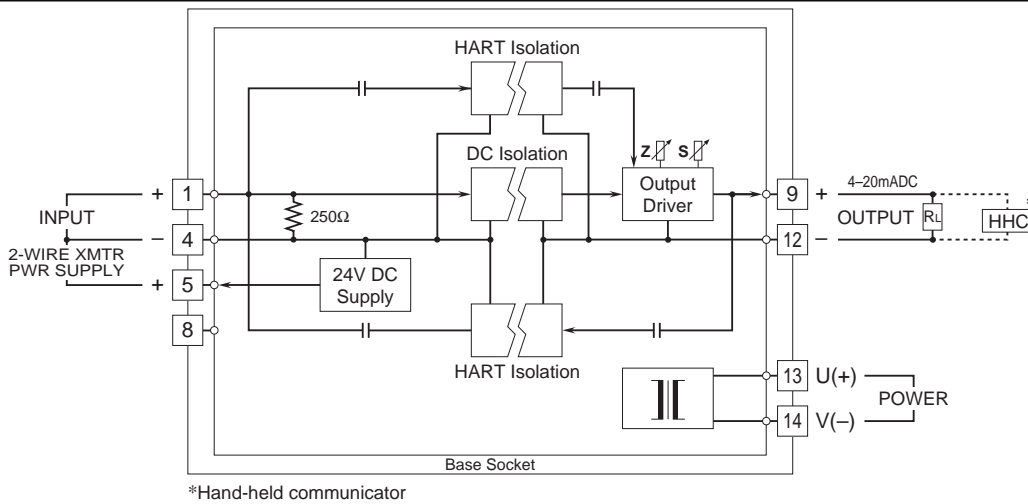 HART Isolation
DC Isolation
Z
S
Output
Driver
INPUT
+
1
–
4
250Ω
2-WIRE XMTR
PWR SUPPLY
+
5
24V DC
Supply
8
HART Isolation
9
+
4–20mADC
OUTPUT
RL
HHC
*
12
–
13
U(+)
POWER
14
V(–)
Base Socket
*Hand-held communicator